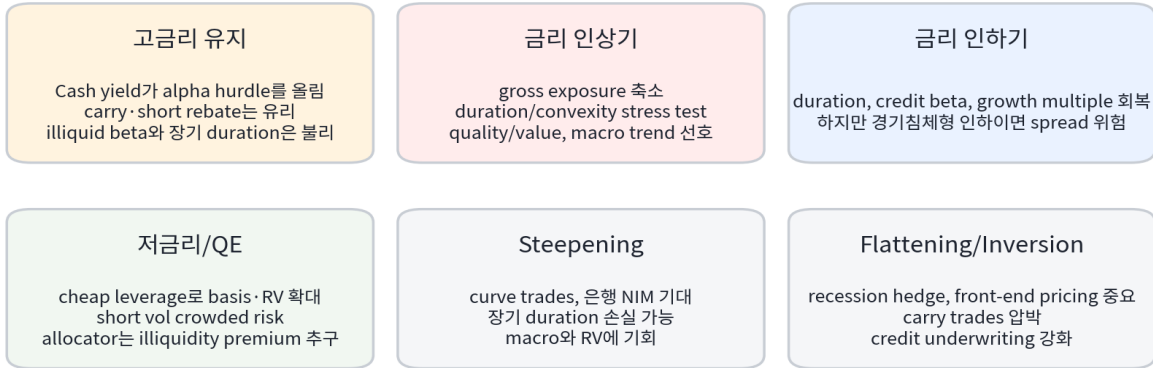 고금리 유지
Cash yield가 alpha hurdle를 올림
carry·short rebate는 유리
illiquid beta와 장기 duration은 불리
금리 인상기
gross exposure 축소
duration/convexity stress test
quality/value, macro trend 선호
금리 인하기
duration, credit beta, growth multiple 회복
하지만 경기침체형 인하이면 spread 위험
저금리/QE
cheap leverage로 basis·RV 확대
short vol crowded risk
allocator는 illiquidity premium 추구
Steepening
curve trades, 은행 NIM 기대
장기 duration 손실 가능
macro와 RV에 기회
Flattening/Inversion
recession hedge, front-end pricing 중요
carry trades 압박
credit underwriting 강화